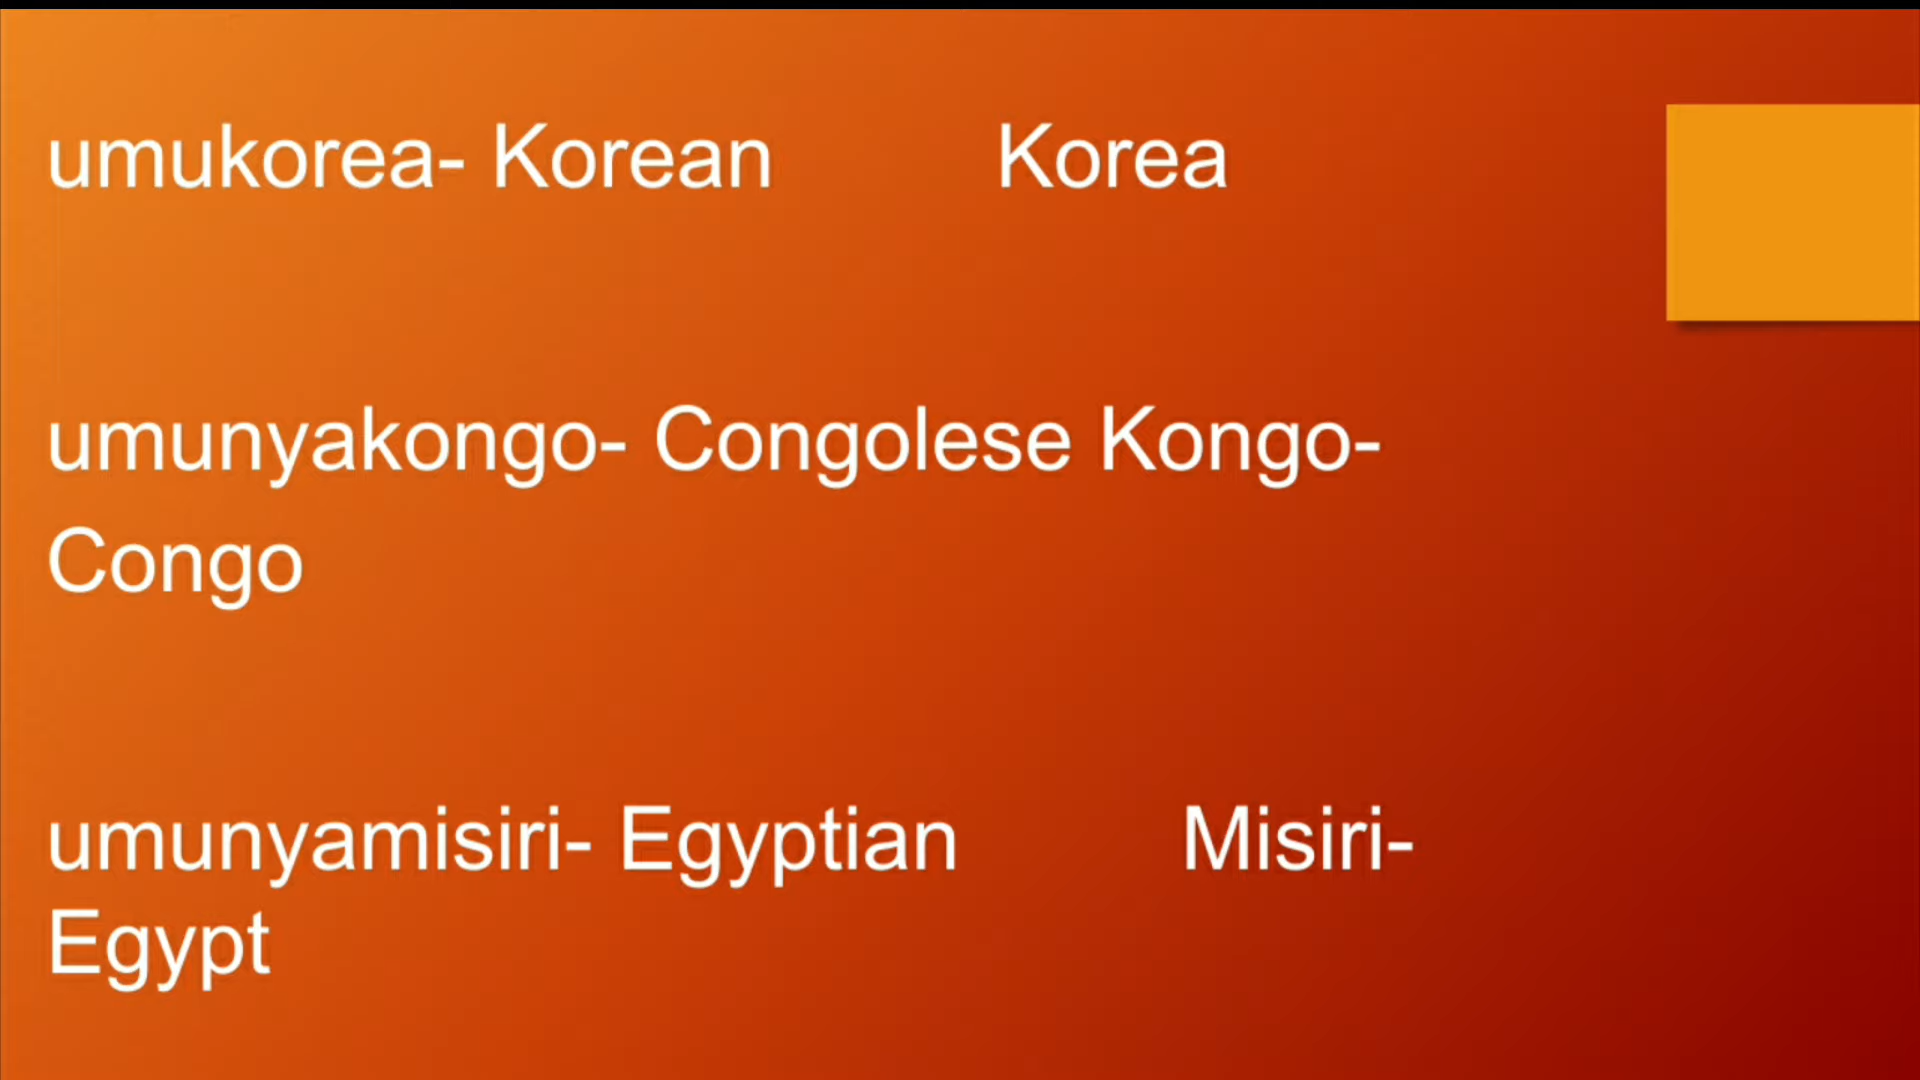 umukorea- Korean Korea
umunyakongo- Congolese Kongo-
Congo
umunyamisiri- Egyptian Misiri-
Egypt